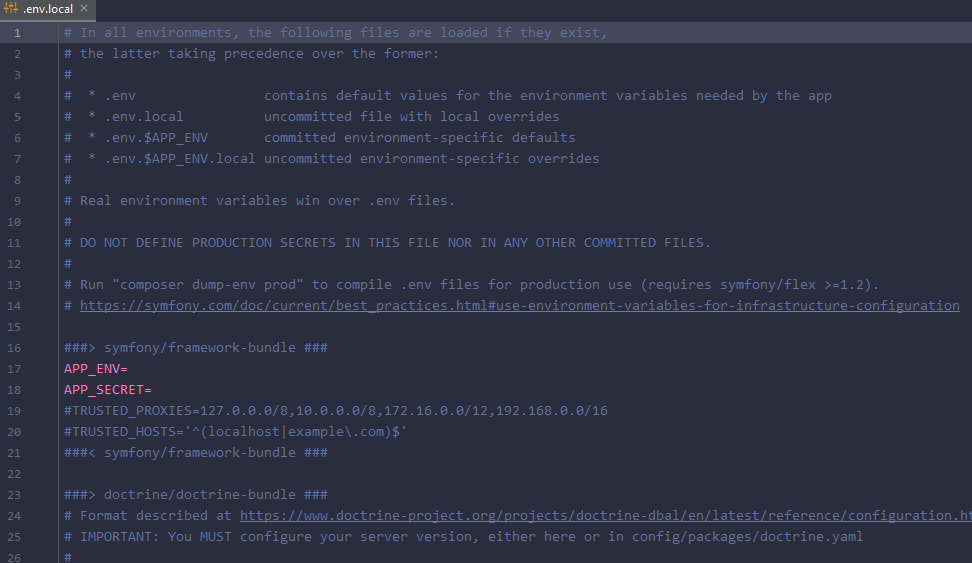 .env.local ×
1 # In all environments, the following files are loaded if they exist,
2 # the latter taking precedence over the former:
3 #
4 # * .env contains default values for the environment variables needed by the app
5 # * .env.local uncommitted file with local overrides
6 # * .env.$APP_ENV committed environment-specific defaults
7 # * .env.$APP_ENV.local uncommitted environment-specific overrides
8 #
9 # Real environment variables win over .env files.
10 #
11 # DO NOT DEFINE PRODUCTION SECRETS IN THIS FILE NOR IN ANY OTHER COMMITTED FILES.
12 #
13 # Run "composer dump-env prod" to compile .env files for production use (requires symfony/flex >=1.2).
14 # https://symfony.com/doc/current/best_practices.html#use-environment-variables-for-infrastructure-configuration
15
16 ###> symfony/framework-bundle ###
17 APP_ENV=
18 APP_SECRET=
19 #TRUSTED_PROXIES=127.0.0.0/8,10.0.0.0/8,172.16.0.0/12,192.168.0.0/16
20 #TRUSTED_HOSTS='^(localhost|example\.com)$'
21 ###< symfony/framework-bundle ###
22
23 ###> doctrine/doctrine-bundle ###
24 # Format described at https://www.doctrine-project.org/projects/doctrine-dbal/en/latest/reference/configuration.ht
25 # IMPORTANT: You MUST configure your server version, either here or in config/packages/doctrine.yaml
26 #